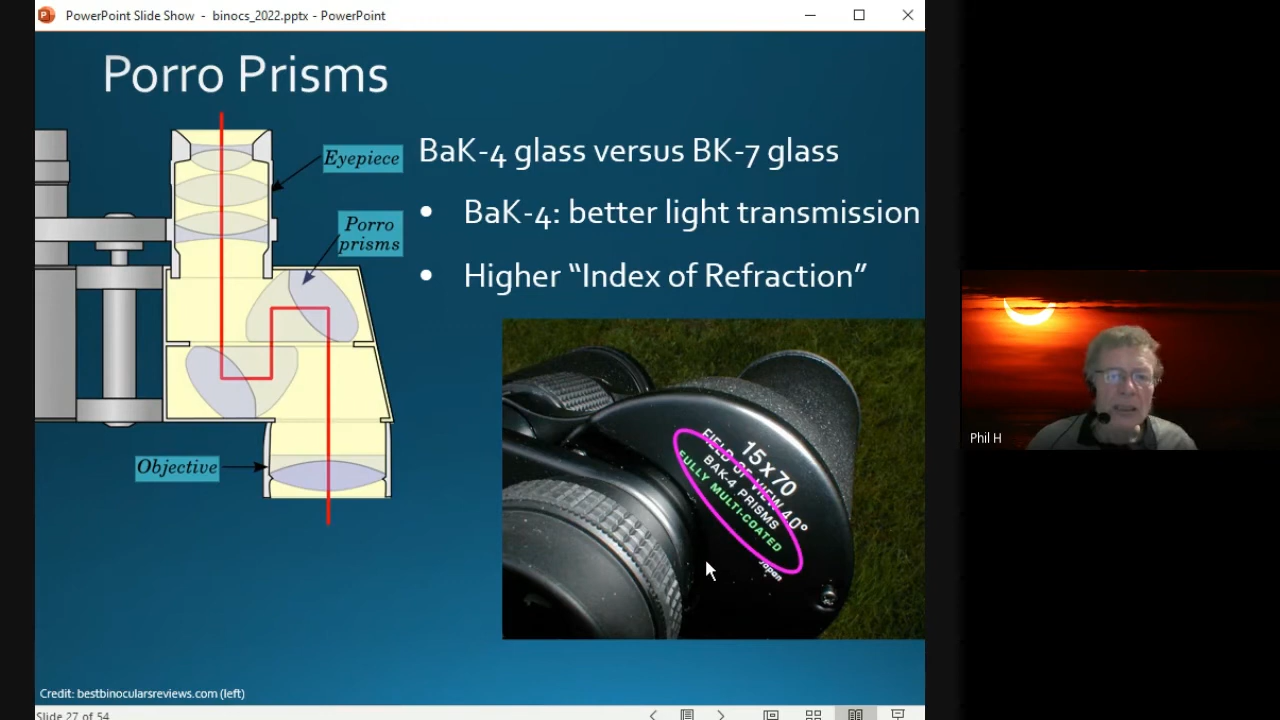 PowerPoint Slide Show - binocs_2022.pptx - PowerPoint
Porro Prisms
Eyepiece
Porro
prisms
Objective
BaK-4 glass versus BK-7 glass
• BaK-4: better light transmission
• Higher “Index of Refraction”
15x70
FIELD OF VIEW 4.0°
BAK-4 PRISMS
FULLY MULTI-COATED
Japan
Phil H
Credit: bestbinocularsreviews.com (left)
Slide 27 of 54